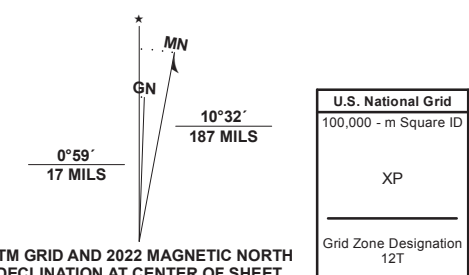 ★
MN
GN
10°32´
187 MILS
0°59´
17 MILS
TM GRID AND 2022 MAGNETIC NORTH
DECLINATION AT CENTER OF SHEET
U.S. National Grid
100,000 - m Square ID
XP
Grid Zone Designation
12T